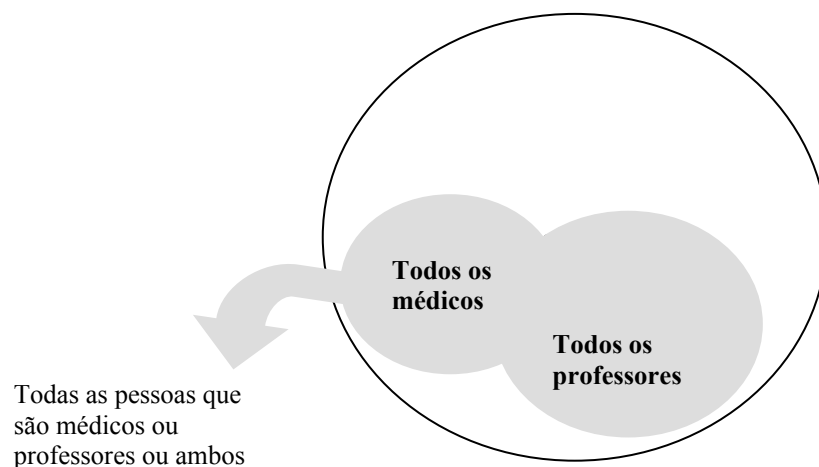 Todos os
médicos
Todos os
professores
Todas as pessoas que
são médicos ou
professores ou ambos